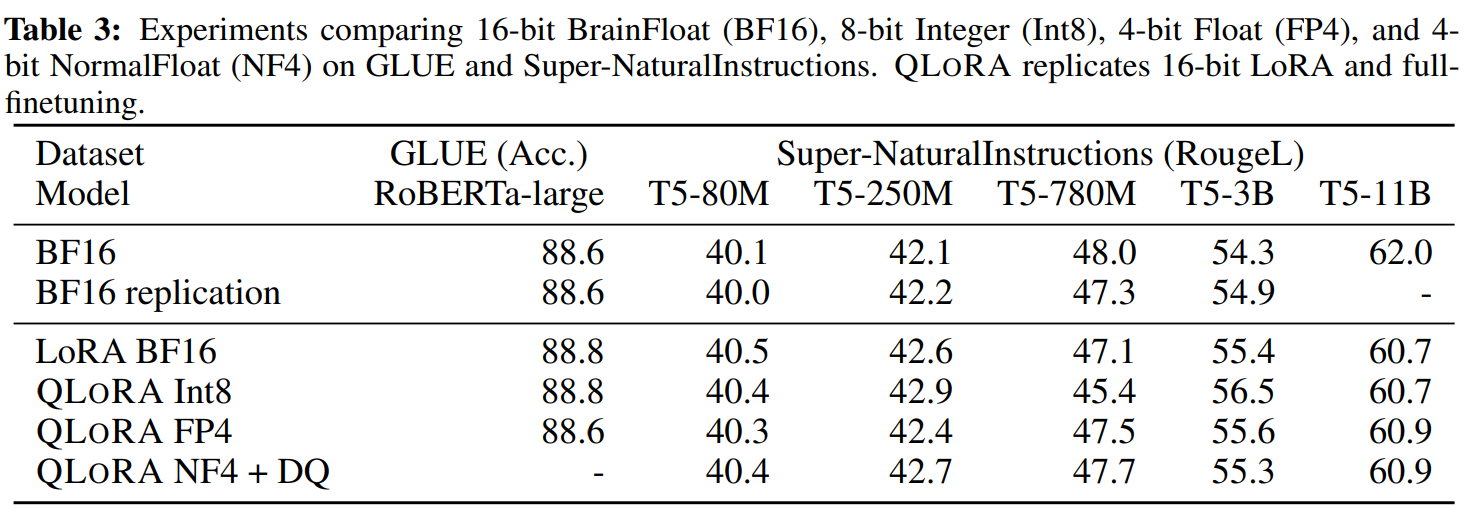 Table 3: Experiments comparing 16-bit BrainFloat (BF16), 8-bit Integer (Int8), 4-bit Float (FP4), and 4-
bit NormalFloat (NF4) on GLUE and Super-NaturalInstructions. QLORA replicates 16-bit LoRA and full-
finetuning.
Dataset GLUE (Acc.) Super-NaturalInstructions (RougeL)
Model RoBERTa-large T5-80M T5-250M T5-780M T5-3B T5-11B
BF16 88.6 40.1 42.1 48.0 54.3 62.0
BF16 replication 88.6 40.0 42.2 47.3 54.9 -
LoRA BF16 88.8 40.5 42.6 47.1 55.4 60.7
QLORA Int8 88.8 40.4 42.9 45.4 56.5 60.7
QLORA FP4 88.6 40.3 42.4 47.5 55.6 60.9
QLORA NF4 + DQ - 40.4 42.7 47.7 55.3 60.9